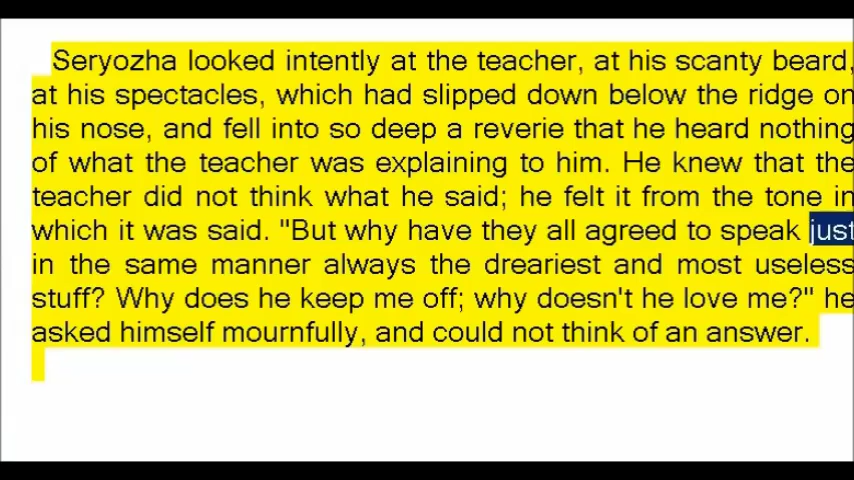 Seryozha looked intently at the teacher, at his scanty beard,
at his spectacles, which had slipped down below the ridge on
his nose, and fell into so deep a reverie that he heard nothing
of what the teacher was explaining to him. He knew that the
teacher did not think what he said; he felt it from the tone in
which it was said. "But why have they all agreed to speak just
in the same manner always the dreariest and most useless
stuff? Why does he keep me off; why doesn't he love me?" he
asked himself mournfully, and could not think of an answer.